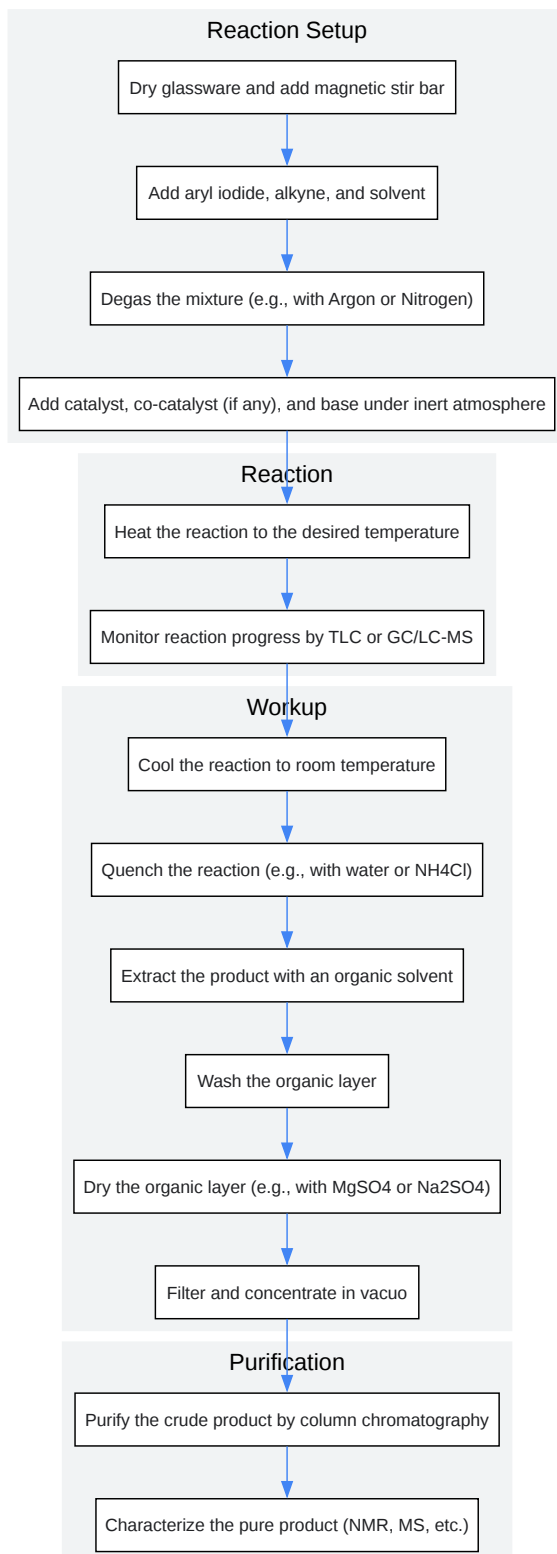 Reaction Setup
Dry glassware and add magnetic stir bar
Add aryl iodide, alkyne, and solvent
Degas the mixture (e.g., with Argon or Nitrogen)
Add catalyst, co-catalyst (if any), and base under inert atmosphere
Reaction
Heat the reaction to the desired temperature
Monitor reaction progress by TLC or GC/LC-MS
Workup
Cool the reaction to room temperature
Quench the reaction (e.g., with water or NH4Cl)
Extract the product with an organic solvent
Wash the organic layer
Dry the organic layer (e.g., with MgSO4 or Na2SO4)
Filter and concentrate in vacuo
Purification
Purify the crude product by column chromatography
Characterize the pure product (NMR, MS, etc.)